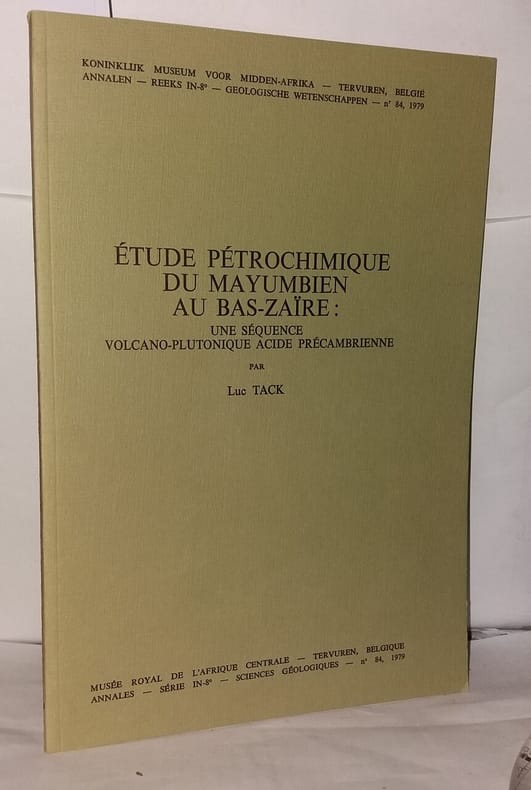 KONINKLIJK MUSEUM VOOR MIDDEN-AFRIKA — TERVUREN, BELGIË
ANNALEN — REEKS IN-8° — GEOLOGISCHE WETENSCHAPPEN — n° 84, 1979
ÉTUDE PÉTROCHIMIQUE
DU MAYUMBIEN
AU BAS-ZAÏRE :
UNE SÉQUENCE
VOLCANO-PLUTONIQUE ACIDE PRÉCAMBRIENNE
PAR
Luc TACK
MUSÉE ROYAL DE L'AFRIQUE CENTRALE — TERVUREN, BELGIQUE
ANNALES — SÉRIE IN-8° — SCIENCES GÉOLOGIQUES — n° 84, 1979